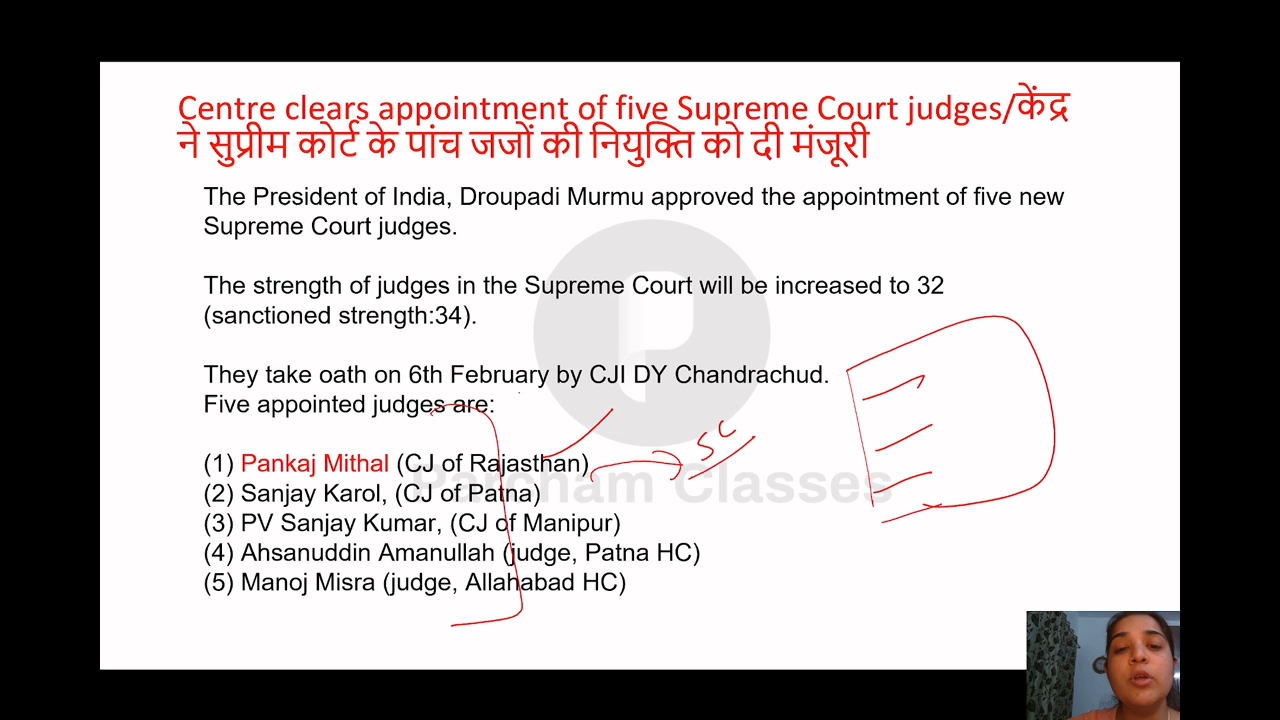 Centre clears appointment of five Supreme Court judges/केंद्र
ने सुप्रीम कोर्ट के पांच जजों की नियुक्ति को दी मंजूरी
The President of India, Droupadi Murmu approved the appointment of five new
Supreme Court judges.
The strength of judges in the Supreme Court will be increased to 32
(sanctioned strength:34).
They take oath on 6th February by CJI DY Chandrachud.
Five appointed judges are:
SC
(1) Pankaj Mithal (CJ of Rajasthan)
Parcham Classes
(2) Sanjay Karol, (CJ of Patna)
(3) PV Sanjay Kumar, (CJ of Manipur)
(4) Ahsanuddin Amanullah (judge, Patna HC)
(5) Manoj Misra (judge, Allahabad HC)